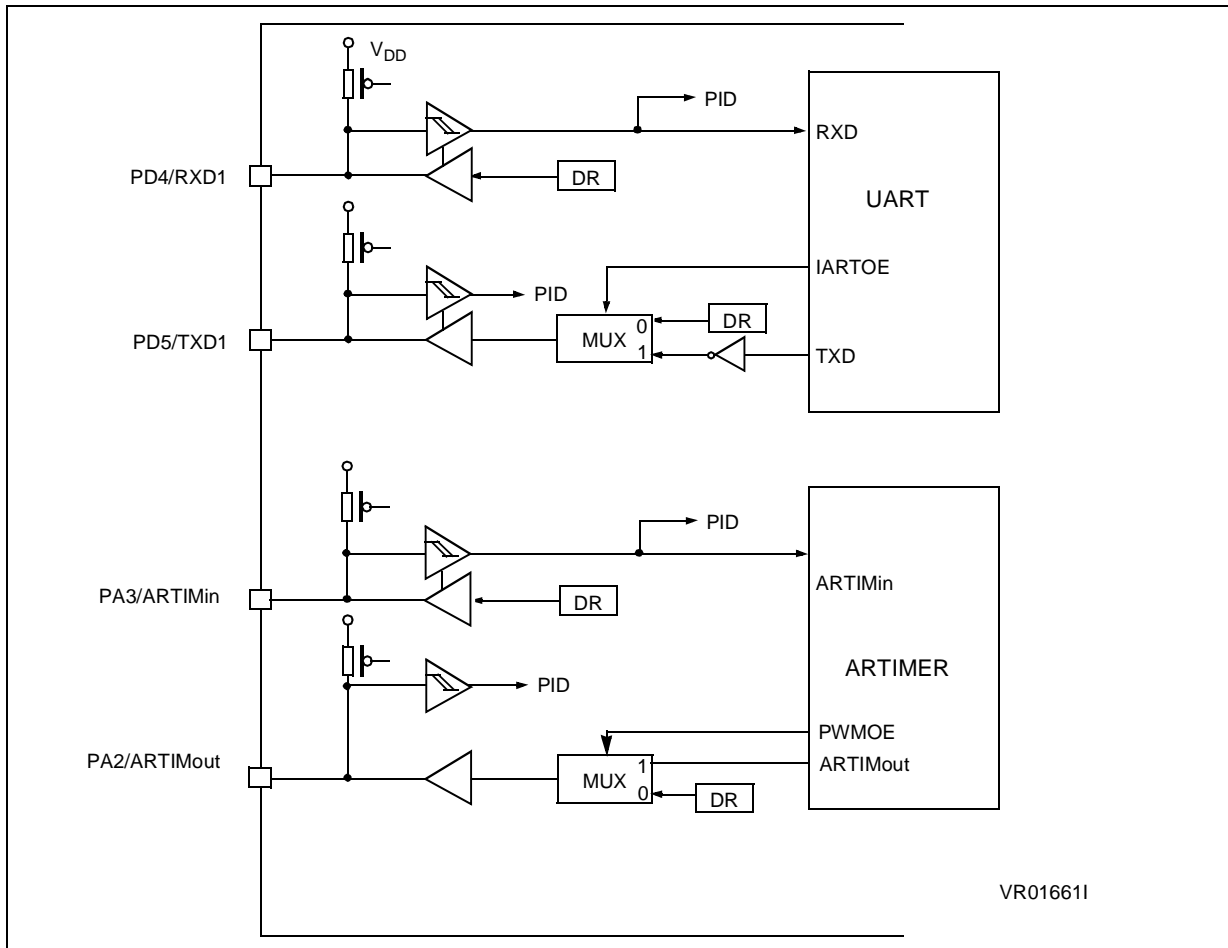 VDD
PID
RXD
PD4/RXD1
DR
UART
IARTOE
PID
DR
MUX
0
1
PD5/TXD1
TXD
PID
ARTIMin
PA3/ARTIMin
DR
ARTIMER
PID
PWMOE
PA2/ARTIMout
MUX
1
0
ARTIMout
DR
VR01661I